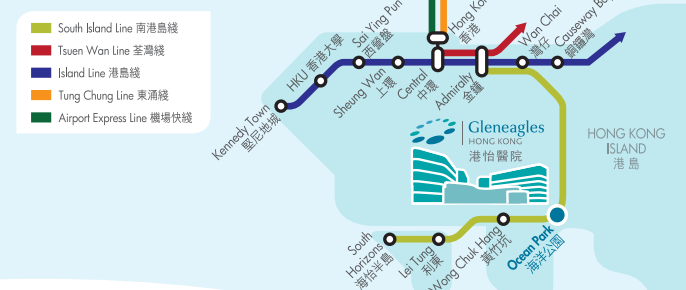 South Island Line 南港島綫
Tsuen Wan Line 荃灣綫
Island Line 港島綫
Tung Chung Line 東涌綫
Airport Express Line 機場快綫
Kennedy Town
堅尼地城
HKU 香港大學
Sai Ying Pun
西營盤
Sheung Wan
上環
Central
中環
Hong Kong
香港
Admiralty
金鐘
Wan Chai
灣仔
Causeway Bay
銅鑼灣
Gleneagles
HONG KONG
港怡醫院
HONG KONG
ISLAND
港島
South
Horizons
海怡半島
Lei Tung
利東
Wong Chuk Hang
黃竹坑
Ocean Park
海洋公園